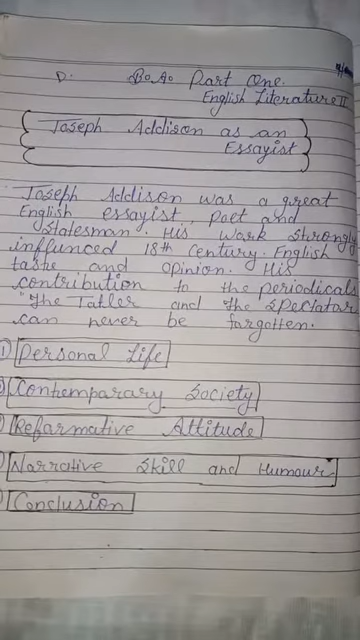 D. B.A. Part One.
English Literature II
Joseph Addison as an
Essayist
Joseph Addison was a great
English essayist, Poet and
Statesman. His work Strongly
inffunced 18th Century. English
taste and opinion. His
contribution to the periodicals
"The Tatler and the Spectator
can never be forgotten.
Personal Life
Contemparary Society
Refarmative Attitude
Narrative Skill and Humour
Conclusion